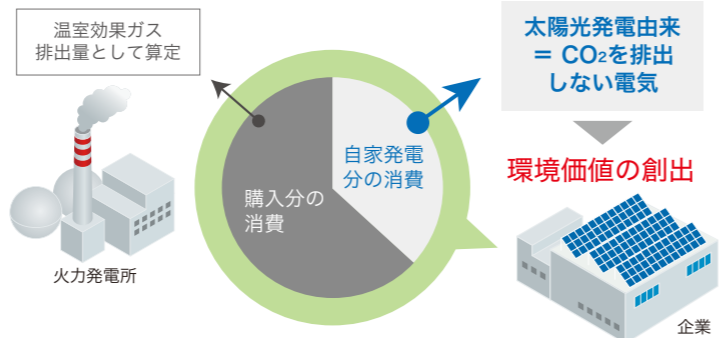 温室効果ガス
排出量として算定
火力発電所
購入分の
消費
自家発電
分の消費
太陽光発電由来
＝ CO2を排出
しない電気
環境価値の創出
企業